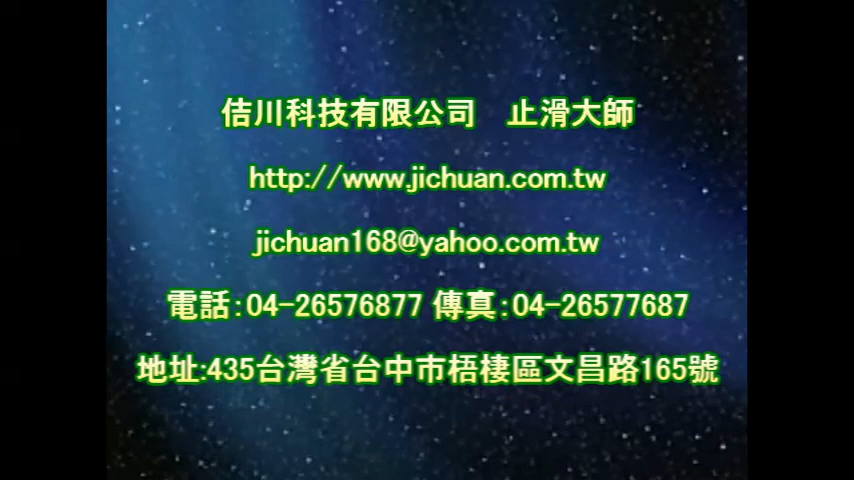 佶川科技有限公司　止滑大師
http://www.jichuan.com.tw
jichuan168@yahoo.com.tw
電話:04-26576877 傳真:04-26577687
地址:435台灣省台中市梧棲區文昌路165號